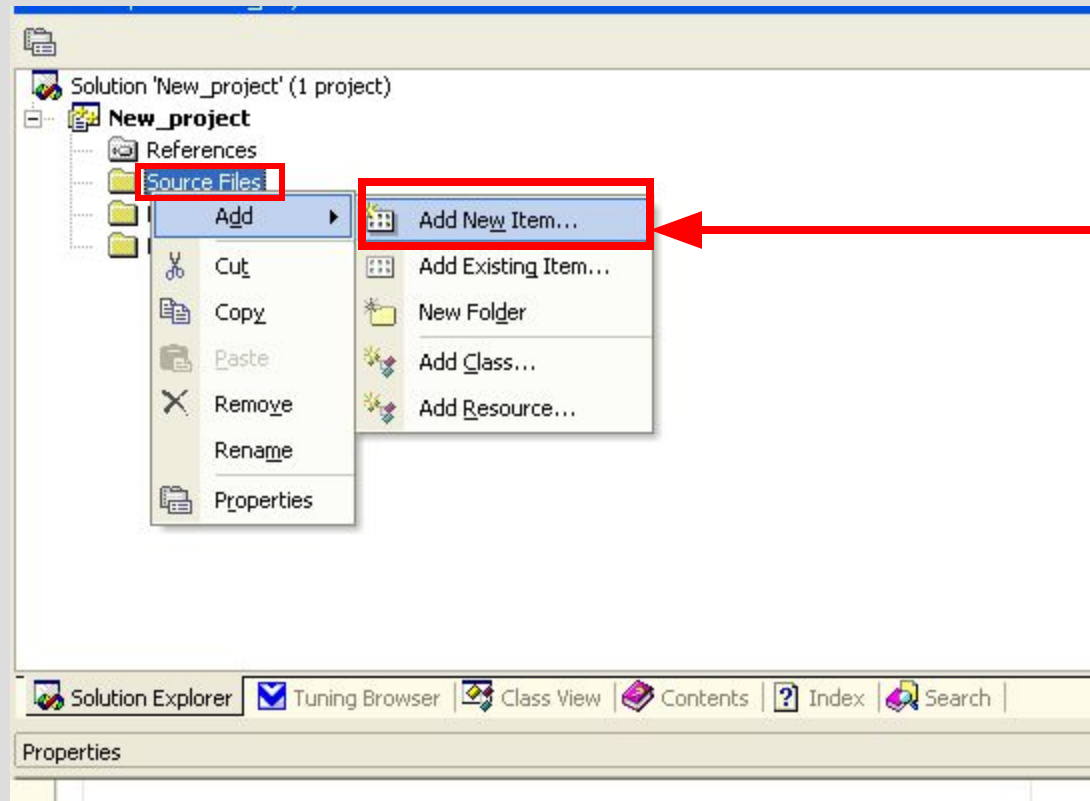 Solution 'New_project' (1 project)
New_project
References
Source Files
Add
Cut
Copy
Paste
Remove
Rename
Properties
Add New Item...
Add Existing Item...
New Folder
Add Class...
Add Resource...
Solution Explorer Tuning Browser Class View Contents Index Search
Properties